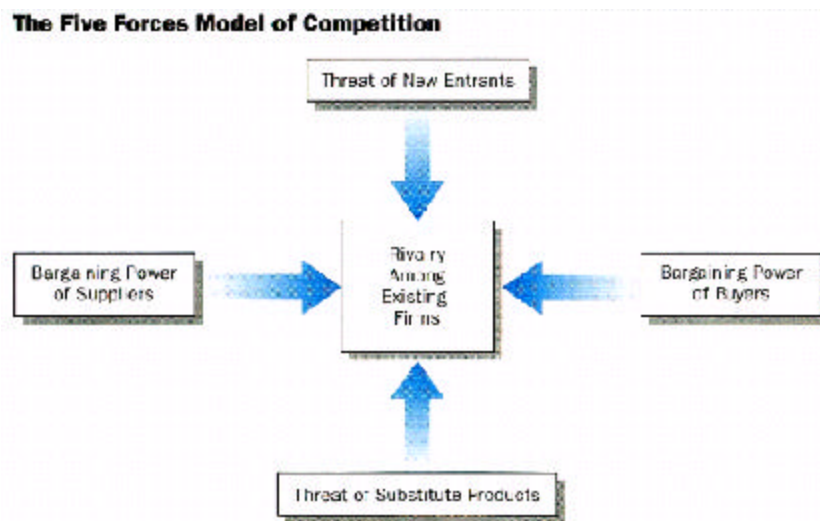 The Five Forces Model of Competition
Threat of New Entrants
Bargaining Power
of Suppliers
Rivalry
Among
Existing
Firms
Bargaining Power
of Buyers
Threat of Substitute Products